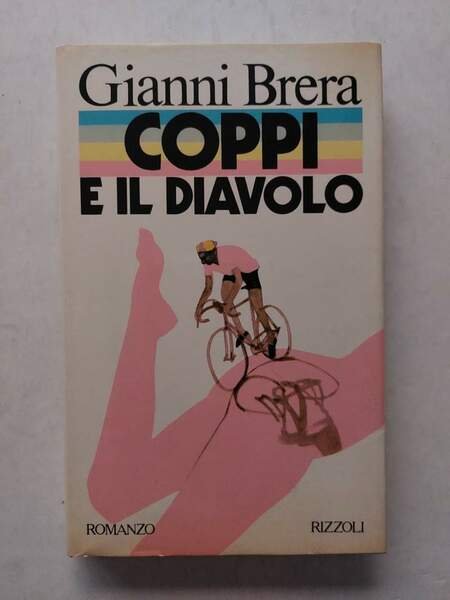 Gianni Brera
COPPI
E IL DIAVOLO
ROMANZO
RIZZOLI